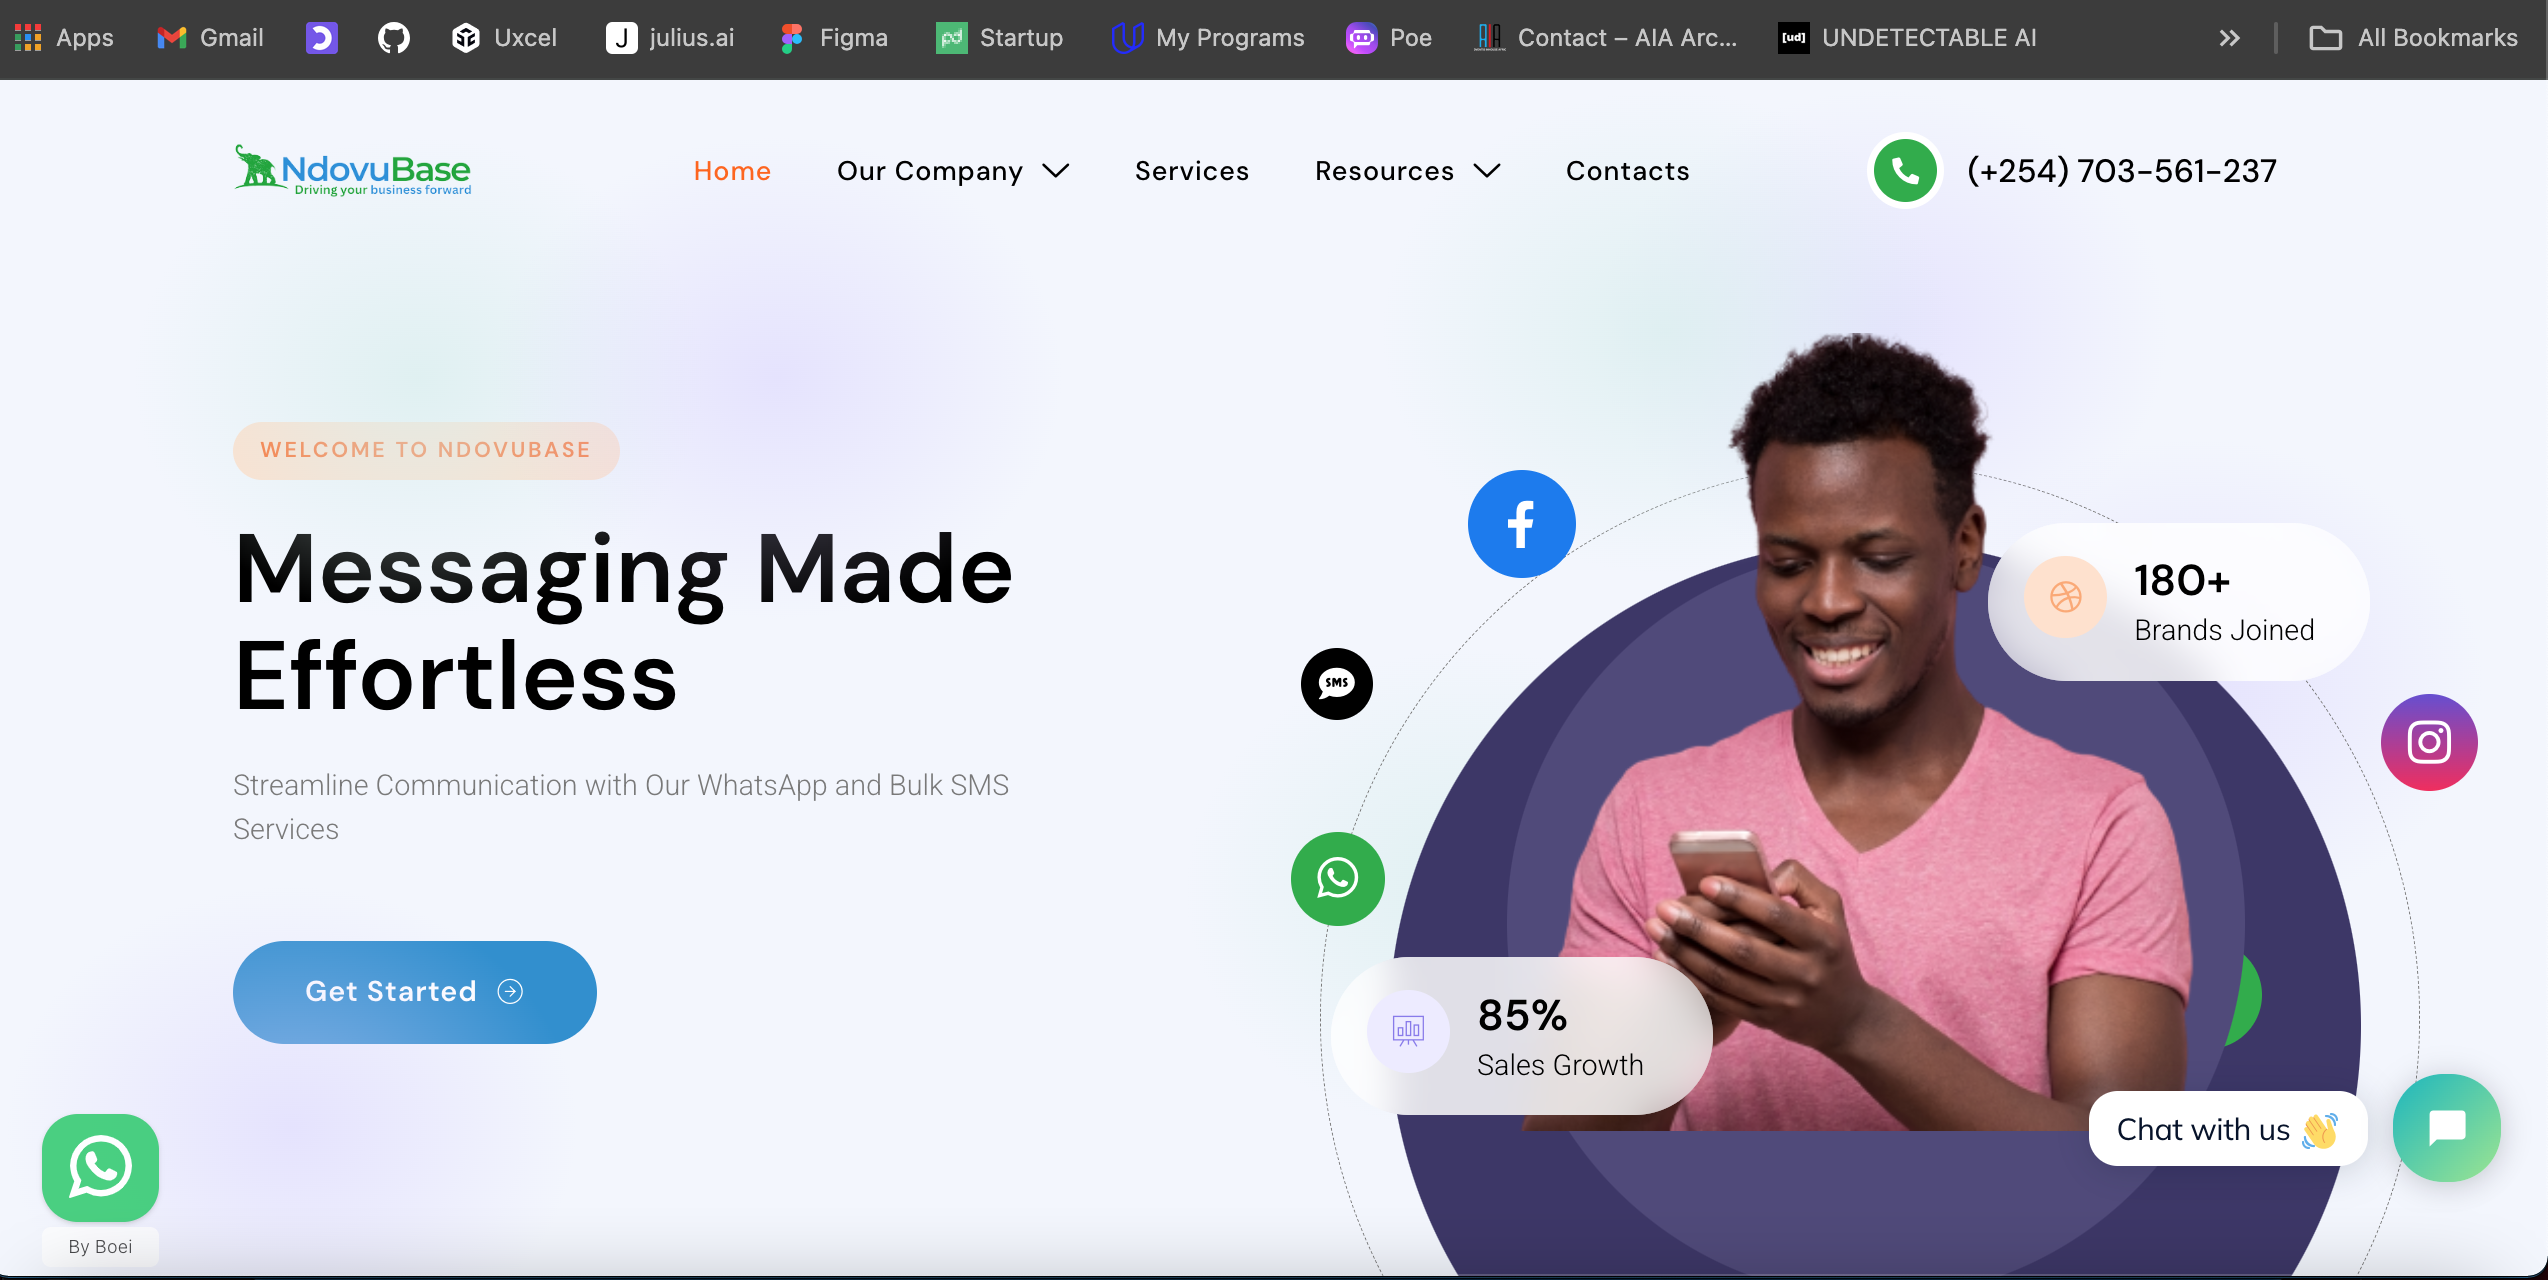 Apps Gmail Uxcel julius.ai Figma Startup My Programs Poe Contact – AIA Arc... [ud] UNDETECTABLE AI All Bookmarks
NdovuBase
Driving your business forward
Home Our Company Services Resources Contacts (+254) 703-561-237
WELCOME TO NDOVUBASE
Messaging Made
Effortless
Streamline Communication with Our WhatsApp and Bulk SMS
Services
Get Started
SMS
180+
Brands Joined
85%
Sales Growth
Chat with us 👋
By Boei